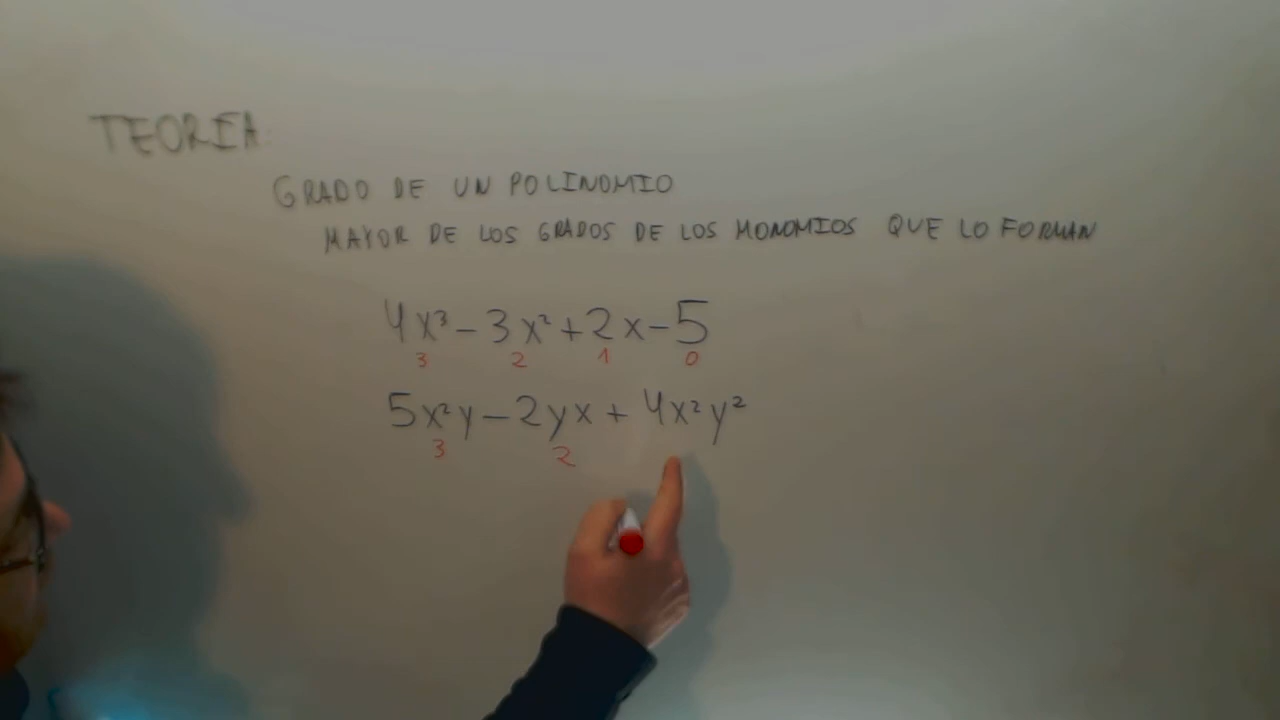 TEORIA
GRADO DE UN POLINOMIO
MAYOR DE LOS GRADOS DE LOS MONOMIOS QUE LO FORMAN
4x³ - 3x² + 2x - 5
3 2 1 0
5x²y - 2yx + 4x²y²
3 2